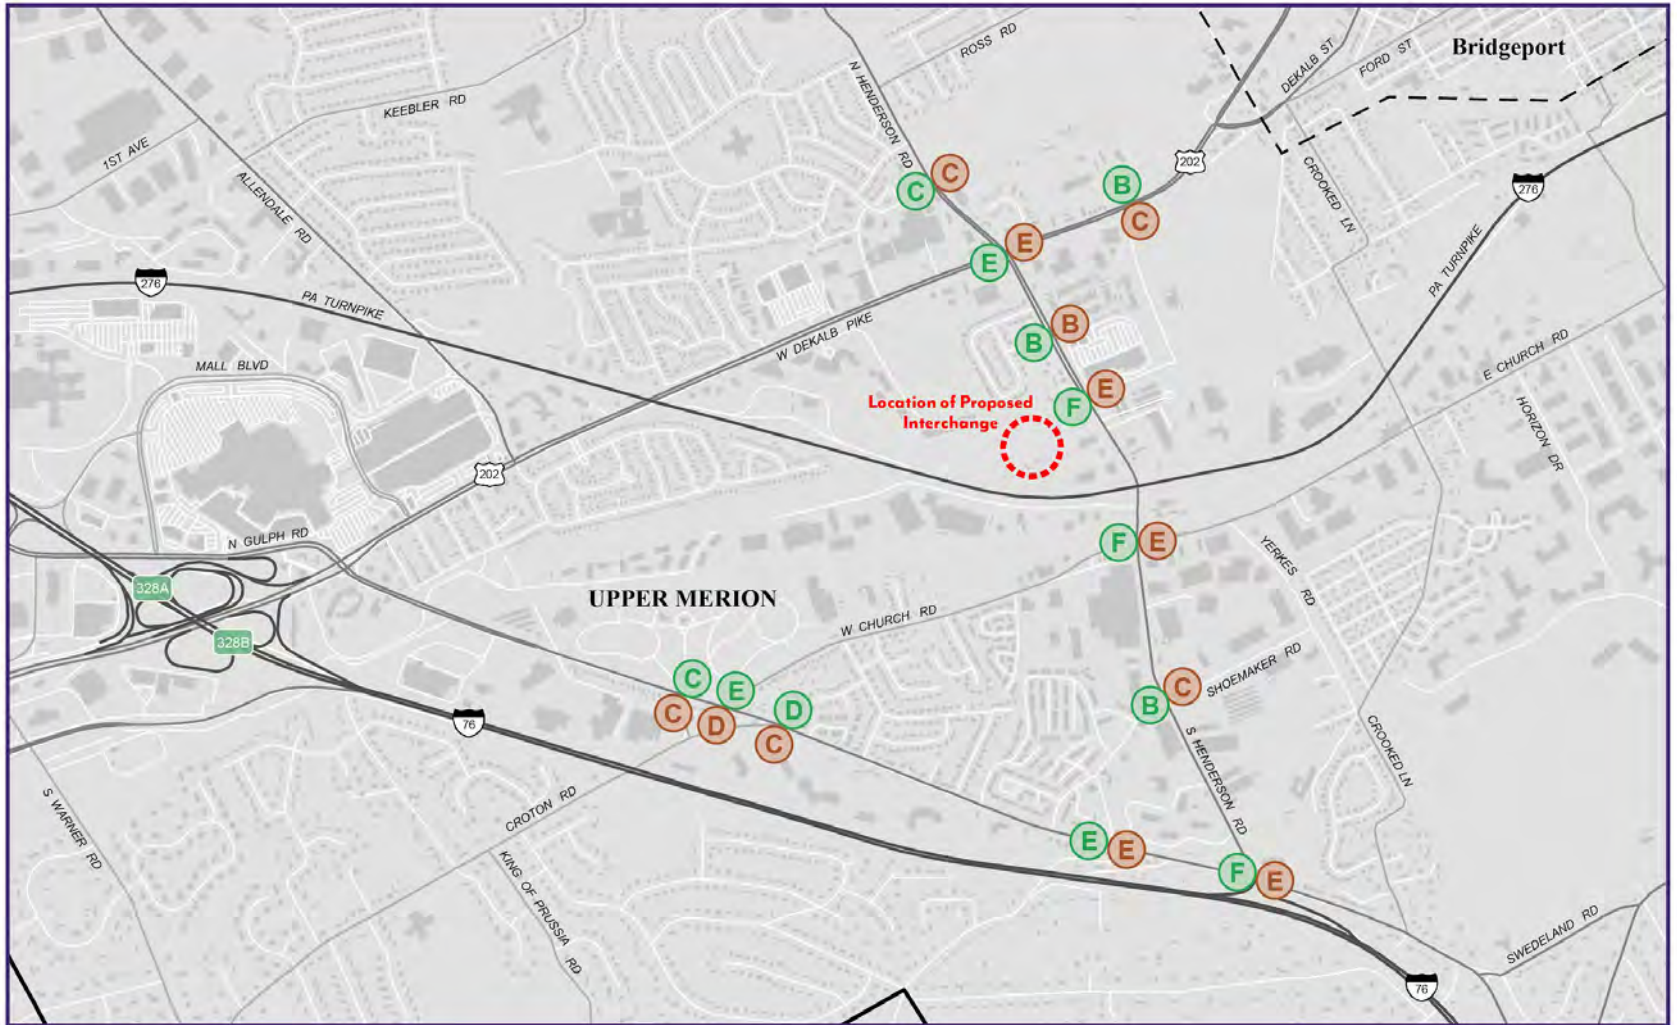 ROSS RD
Bridgeport
DEKALB ST
FORD ST
N HENDERSON RD
KEEBLER RD
1ST AVE
ALLENDALE RD
202
CROOKED LN
276
C
C
B
C
E
E
276
PA TURNPIKE
PA TURNPIKE
W DEKALB PIKE
B
B
MALL BLVD
E CHURCH RD
HORIZON DR
E
F
Location of Proposed
Interchange
202
N GULPH RD
F
E
YERKES RD
328A
UPPER MERION
W CHURCH RD
328B
SHOEMAKER RD
C
E
D
C
D
C
C
B
76
S HENDERSON RD
CROOKED LN
S WARNER RD
CROTON RD
KING OF PRUSSIA RD
E
E
F
E
SWEDELAND RD
76